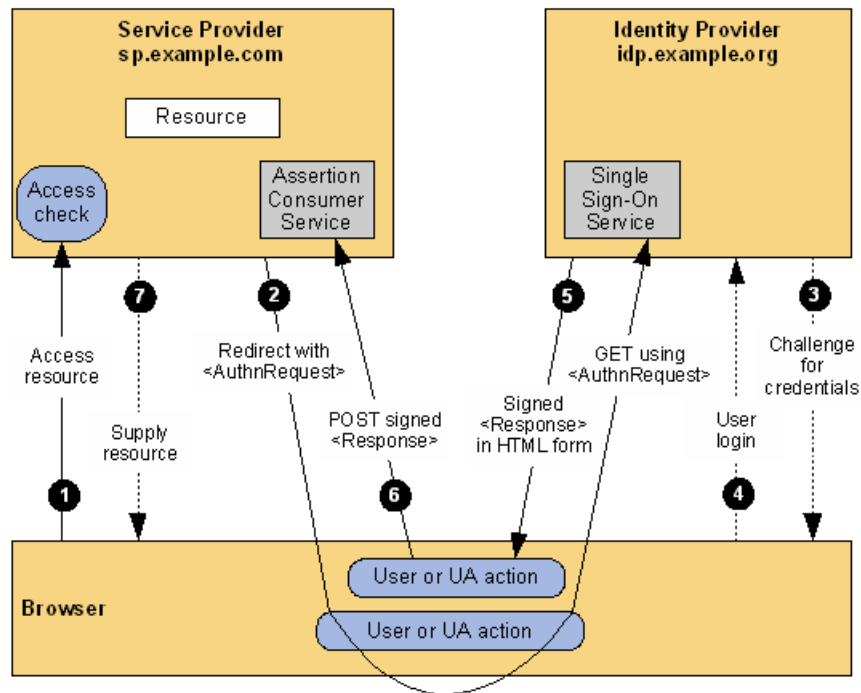 Service Provider
sp.example.com
Identity Provider
idp.example.org
Resource
Access
check
Assertion
Consumer
Service
Single
Sign-On
Service
7
2
5
3
Access
resource
Redirect with
<AuthnRequest>
GET using
<AuthnRequest>
Challenge
for
credentials
Supply
resource
POST signed
<Response>
Signed
<Response>
in HTML form
User
login
1
6
4
User or UA action
Browser
User or UA action